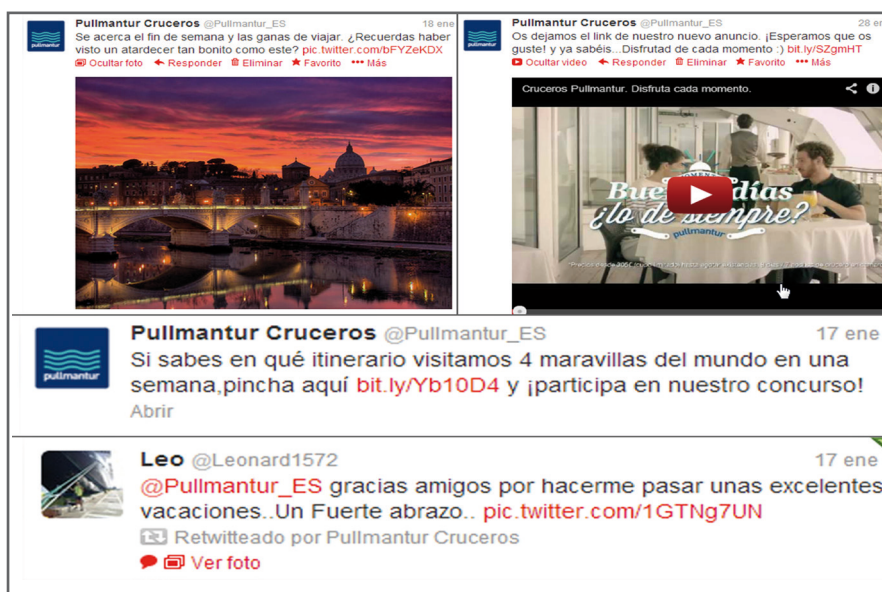 Pullmantur Cruceros @Pullmantur_ES 18 ene
Se acerca el fin de semana y las ganas de viajar. ¿Recuerdas haber
visto un atardecer tan bonito como este? pic.twitter.com/bFYZeKDX
Ocultar foto Responder Eliminar Favorito Más
pullmantur
Pullmantur Cruceros @Pullmantur_ES 28 en
Os dejamos el link de nuestro nuevo anuncio. ¡Esperamos que os
guste! y ya sabéis...Disfrutad de cada momento :) bit.ly/SZgmHT
Ocultar video Responder Eliminar Favorito Más
pullmantur
Cruceros Pullmantur. Disfruta cada momento.
días
¿lo de siempre?
pullmantur
Pullmantur Cruceros @Pullmantur_ES 17 ene
Si sabes en qué itinerario visitamos 4 maravillas del mundo en una
semana,pincha aquí bit.ly/Yb10D4 y ¡participa en nuestro concurso!
Abrir
pullmantur
Leo @Leonard1572 17 ene
@Pullmantur_ES gracias amigos por hacerme pasar unas excelentes
vacaciones..Un Fuerte abrazo.. pic.twitter.com/1GTNg7UN
Retwitteado por Pullmantur Cruceros
Ver foto